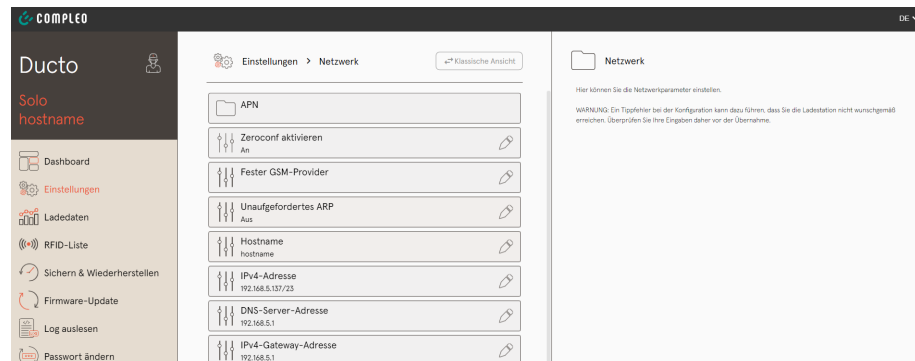 COMPLEO
DE
Ducto
Solo
hostname
Dashboard
Einstellungen
Ladedaten
RFID-Liste
Sichern & Wiederherstellen
Firmware-Update
Log auslesen
Passwort ändern
Einstellungen > Netzwerk
Klassische Ansicht
APN
Zeroconf aktivieren
An
Fester GSM-Provider
Unaufgefordertes ARP
Aus
Hostname
hostname
IPv4-Adresse
192.168.5.137/23
DNS-Server-Adresse
192.168.5.1
IPv4-Gateway-Adresse
192.168.5.1
Netzwerk
Hier können Sie die Netzwerkparameter einstellen.
WARNUNG: Ein Tippfehler bei der Konfiguration kann dazu führen, dass Sie die Ladestation nicht wunschgemäß
erreichen. Überprüfen Sie Ihre Eingaben daher vor der Übernahme.